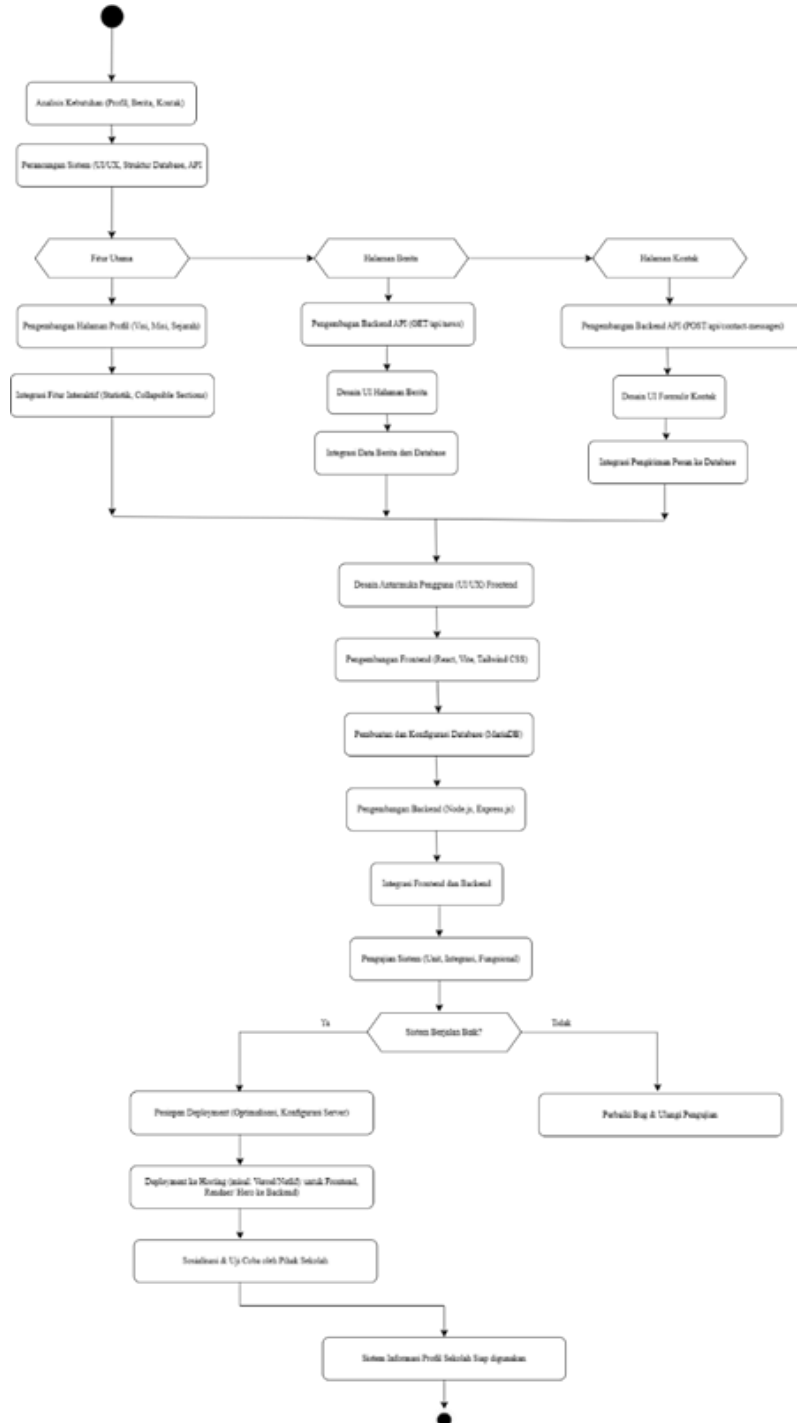 Analisis Kebutuhan (Profil, Berita, Kontak)
Perancangan Sistem (UI/UX, Struktur Database, API
Fitur Utama
Halaman Berita
Halaman Kontak
Pengembangan Halaman Profil (Visi, Misi, Sejarah)
Pengembagan Backend API (GET/api/news)
Pengembangan Backend API (POST/api/contact-messages)
Integrasi Fitur Interaktif (Statistik, Collapsible Sections)
Desain UI Halaman Berita
Desain UI Formulir Kontak
Integrasi Data Berita dari Database
Integrasi Pengiriman Pesan ke Database
Desain Antarmuka Pengguna (UI/UX) Frontend
Pengembangan Frontend (React, Vite, Tailwind CSS)
Pembuatan dan Konfigurasi Database (MariaDB)
Pengembangan Backend (Node.js, Express.js)
Integrasi Frontend dan Backend
Pengujian Sistem (Unit, Integrasi, Fungsional)
Ya
Sistem Berjalan Baik?
Tidak
Deployment (Optimalisasi, Konfigurasi Server)
Perbaiki Bug & Ulangi Pengujian
Deployment ke Hosting (misal: Vercel/Netlify untuk Frontend,
ke Backend)
Sosialisasi & Uji Coba oleh Pihak Sekolah
Sistem Informasi Profil Sekolah Siap digunakan